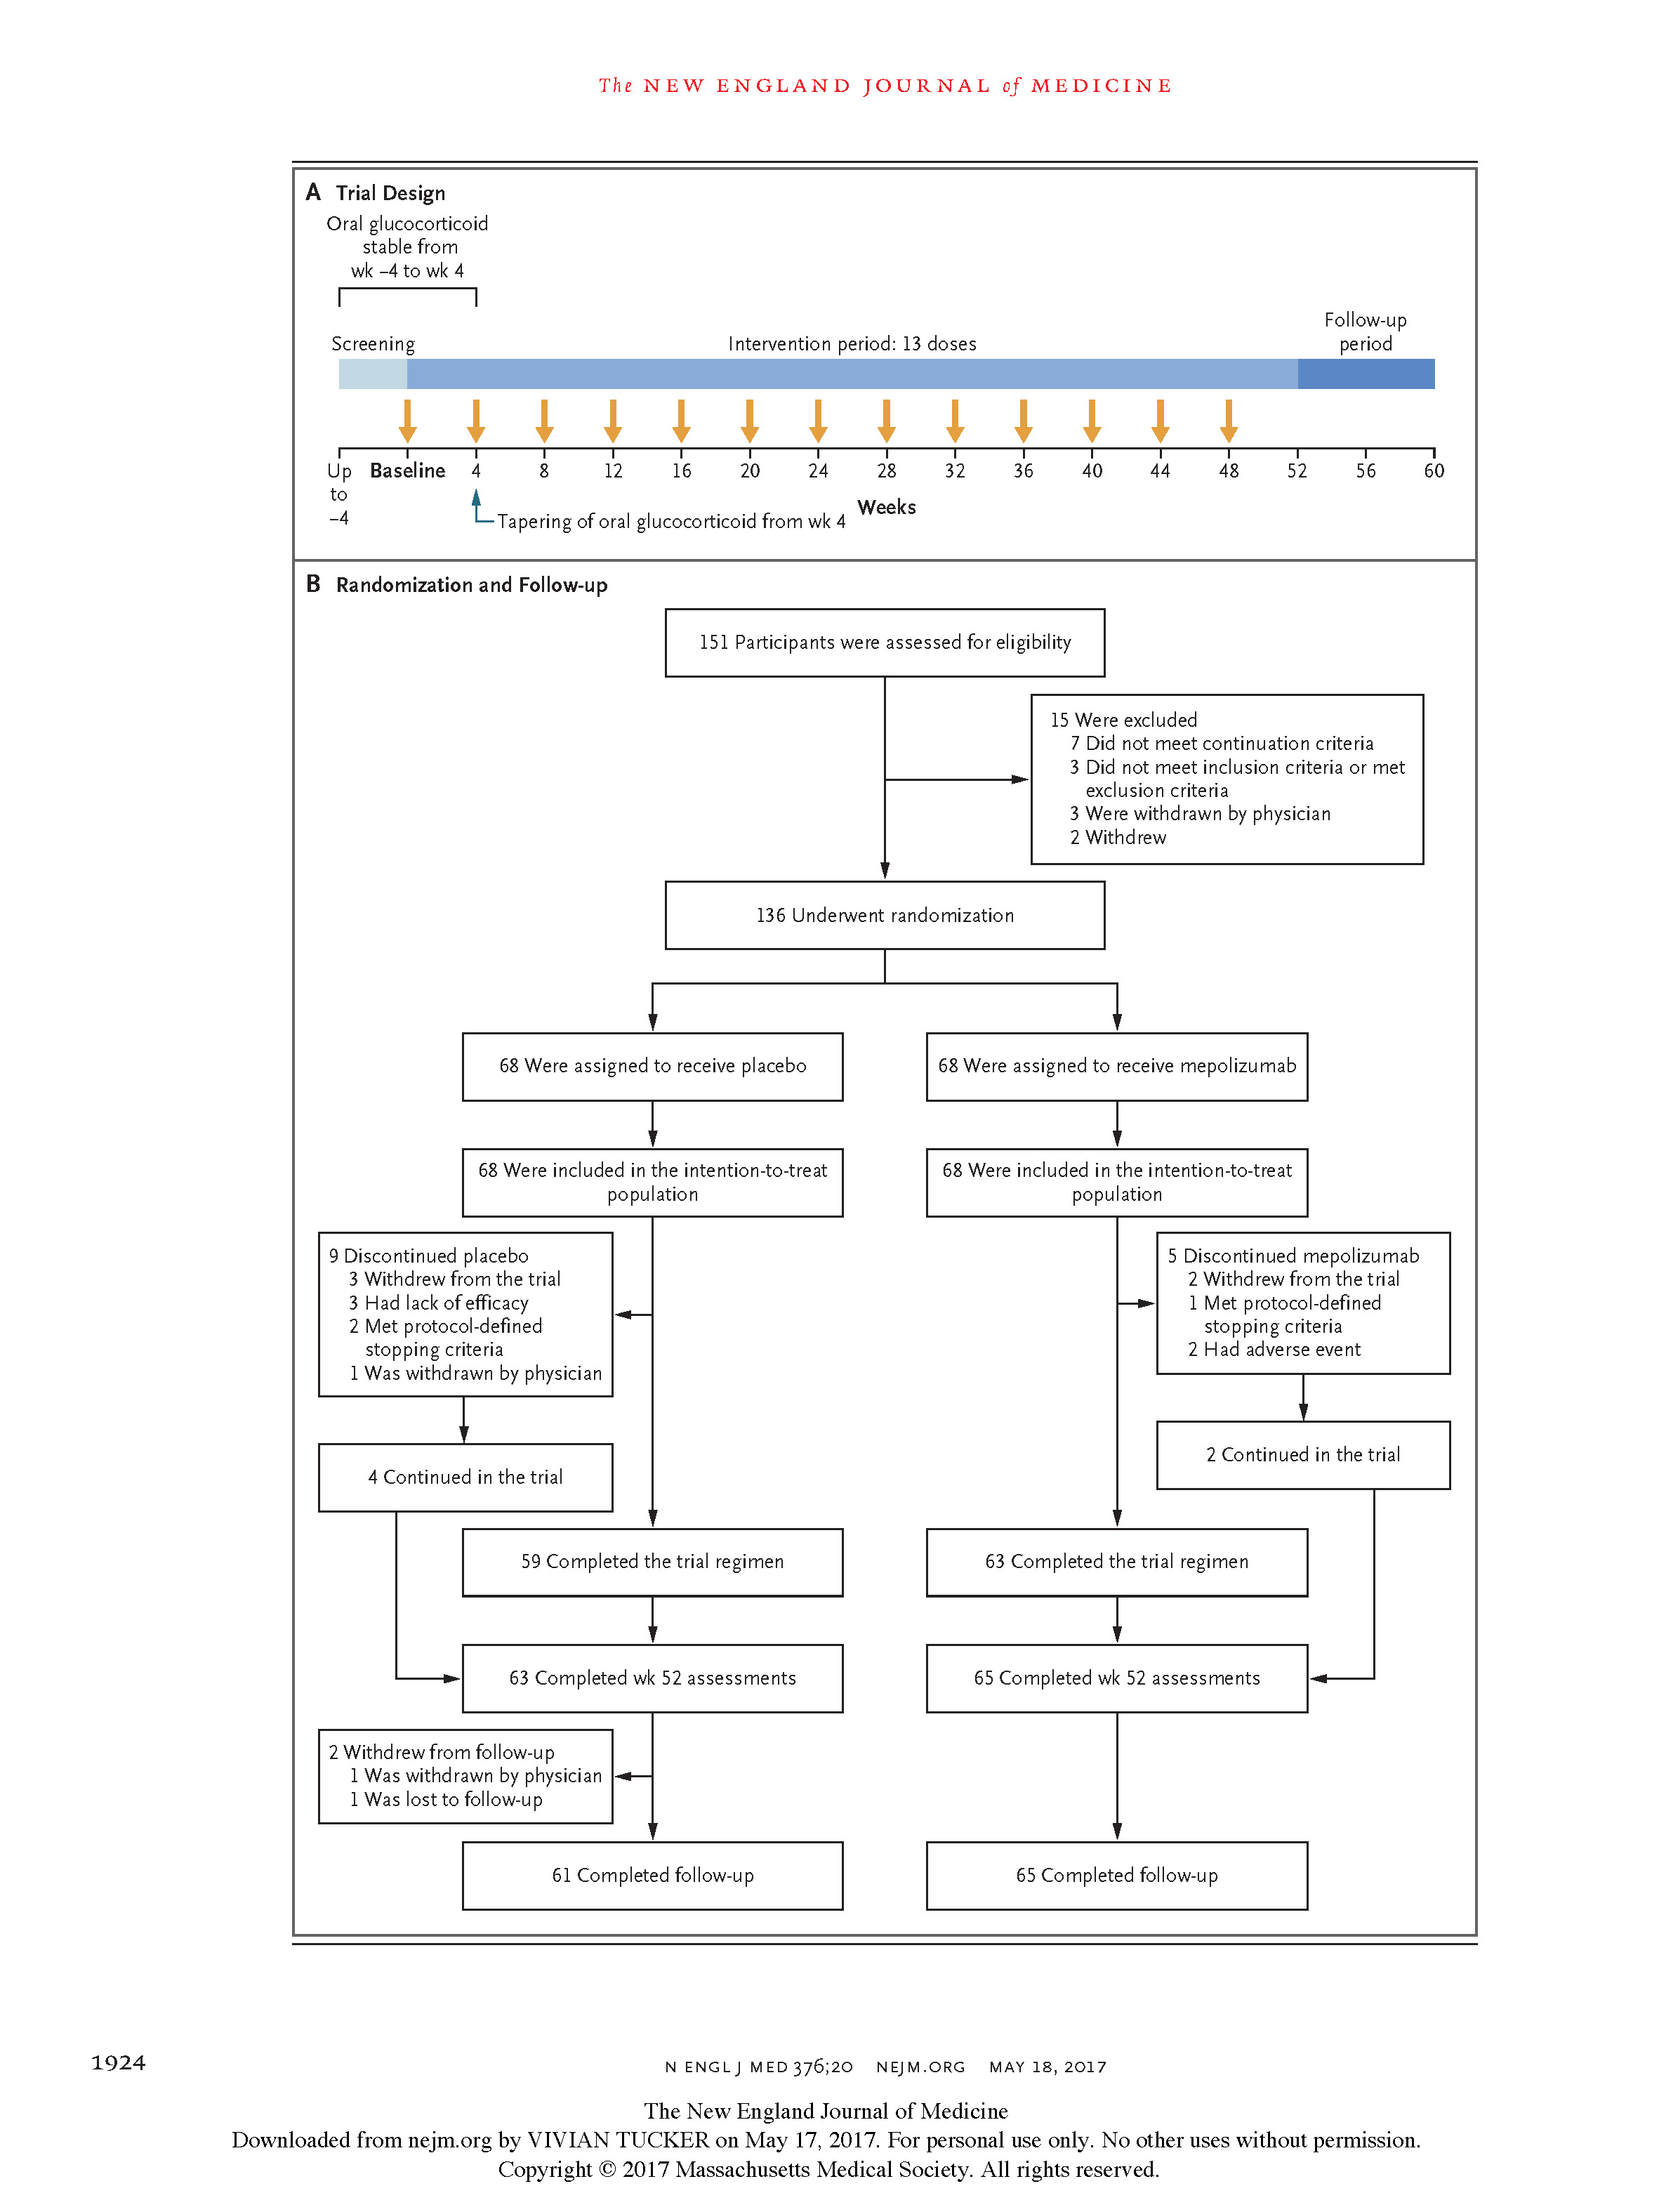 The NEW ENGLAND JOURNAL of MEDICINE
A Trial Design
Oral glucocorticoid
stable from
wk –4 to wk 4
Screening
Intervention period: 13 doses
Follow-up
period
Up
to
–4
Baseline 4 8 12 16 20 24 28 32 36 40 44 48 52 56 60
Weeks
Tapering of oral glucocorticoid from wk 4
B Randomization and Follow-up
151 Participants were assessed for eligibility
15 Were excluded
7 Did not meet continuation criteria
3 Did not meet inclusion criteria or met
exclusion criteria
3 Were withdrawn by physician
2 Withdrew
136 Underwent randomization
68 Were assigned to receive placebo
68 Were assigned to receive mepolizumab
68 Were included in the intention-to-treat
population
68 Were included in the intention-to-treat
population
9 Discontinued placebo
3 Withdrew from the trial
3 Had lack of efficacy
2 Met protocol-defined
stopping criteria
1 Was withdrawn by physician
5 Discontinued mepolizumab
2 Withdrew from the trial
1 Met protocol-defined
stopping criteria
2 Had adverse event
4 Continued in the trial
2 Continued in the trial
59 Completed the trial regimen
63 Completed the trial regimen
63 Completed wk 52 assessments
65 Completed wk 52 assessments
2 Withdrew from follow-up
1 Was withdrawn by physician
1 Was lost to follow-up
61 Completed follow-up
65 Completed follow-up
1924
N ENGL J MED 376;20 NEJM.ORG MAY 18, 2017
The New England Journal of Medicine
Downloaded from nejm.org by VIVIAN TUCKER on May 17, 2017. For personal use only. No other uses without permission.
Copyright © 2017 Massachusetts Medical Society. All rights reserved.